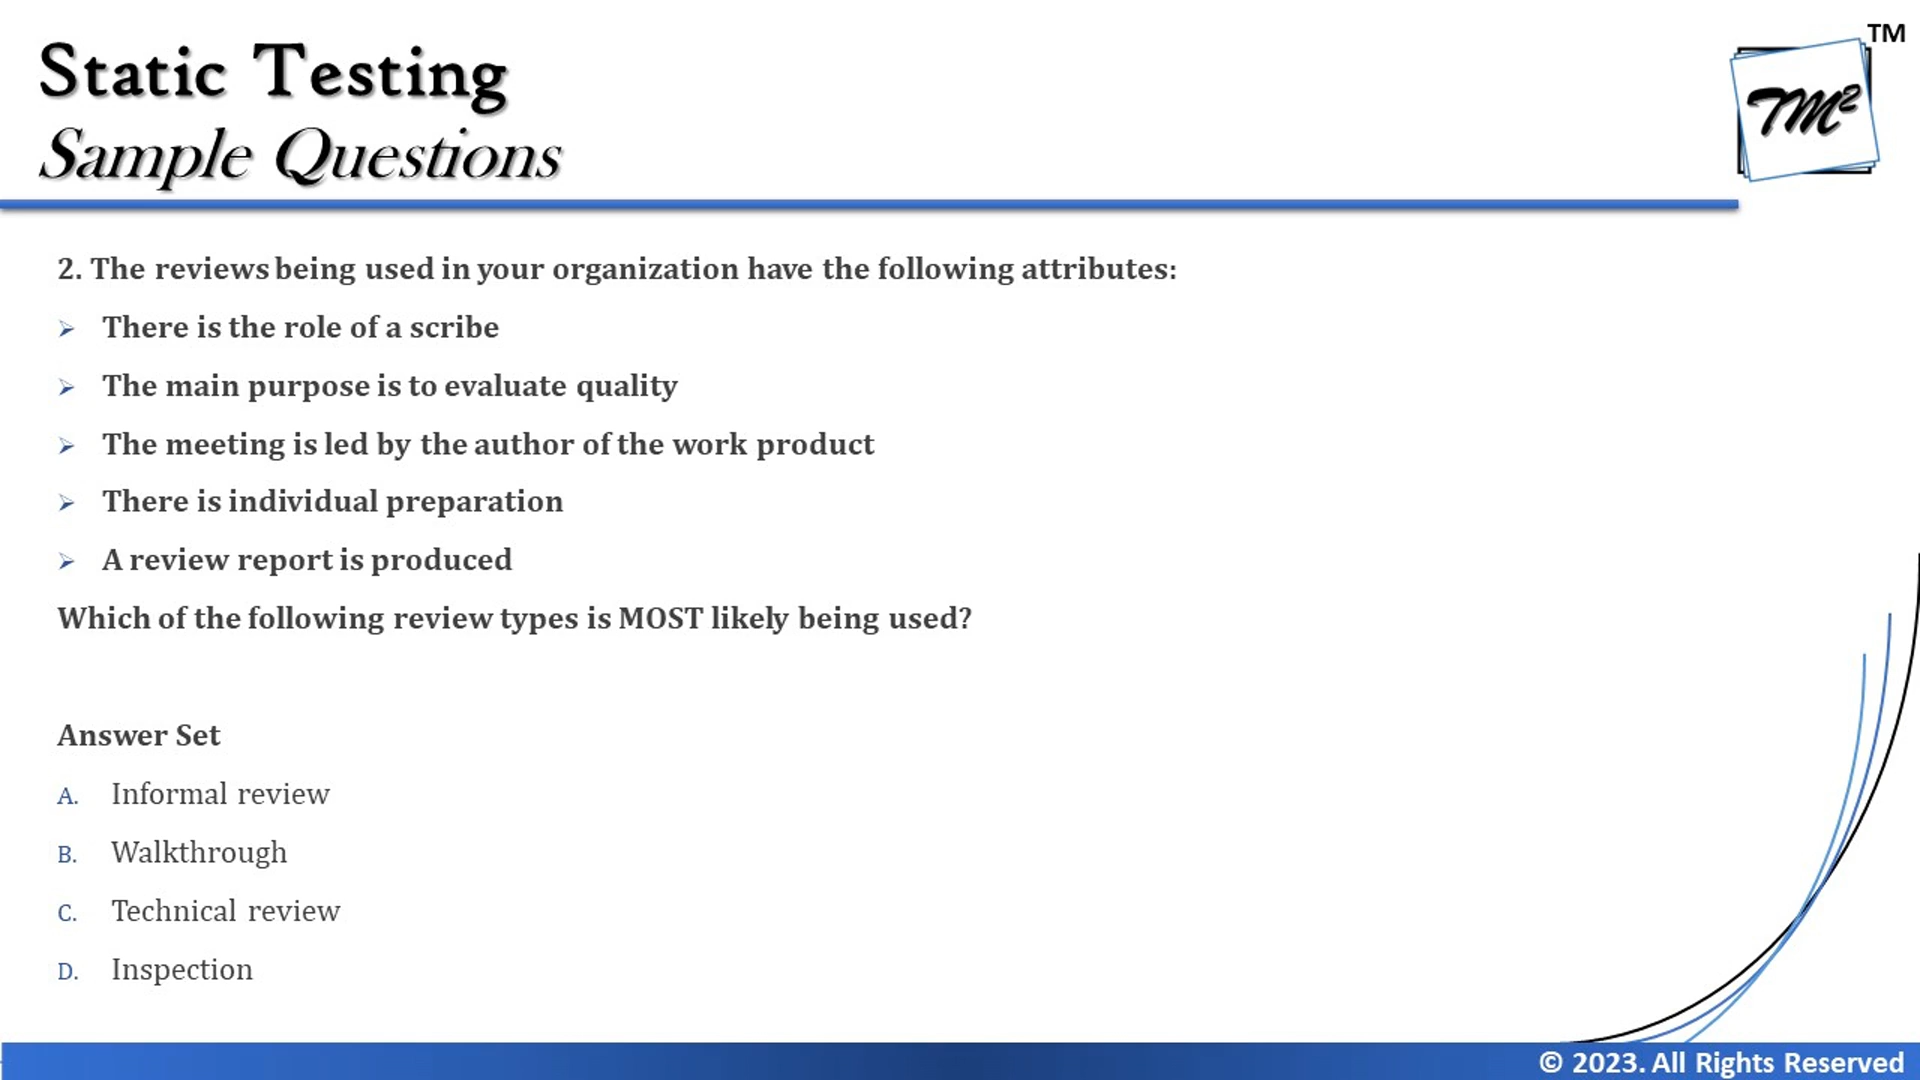 Static Testing
TM
Sample Questions
TM²
2. The reviews being used in your organization have the following attributes:
➢ There is the role of a scribe
➢ The main purpose is to evaluate quality
➢ The meeting is led by the author of the work product
➢ There is individual preparation
➢ A review report is produced
Which of the following review types is MOST likely being used?
Answer Set
A. Informal review
B. Walkthrough
C. Technical review
D. Inspection
© 2023. All Rights Reserved